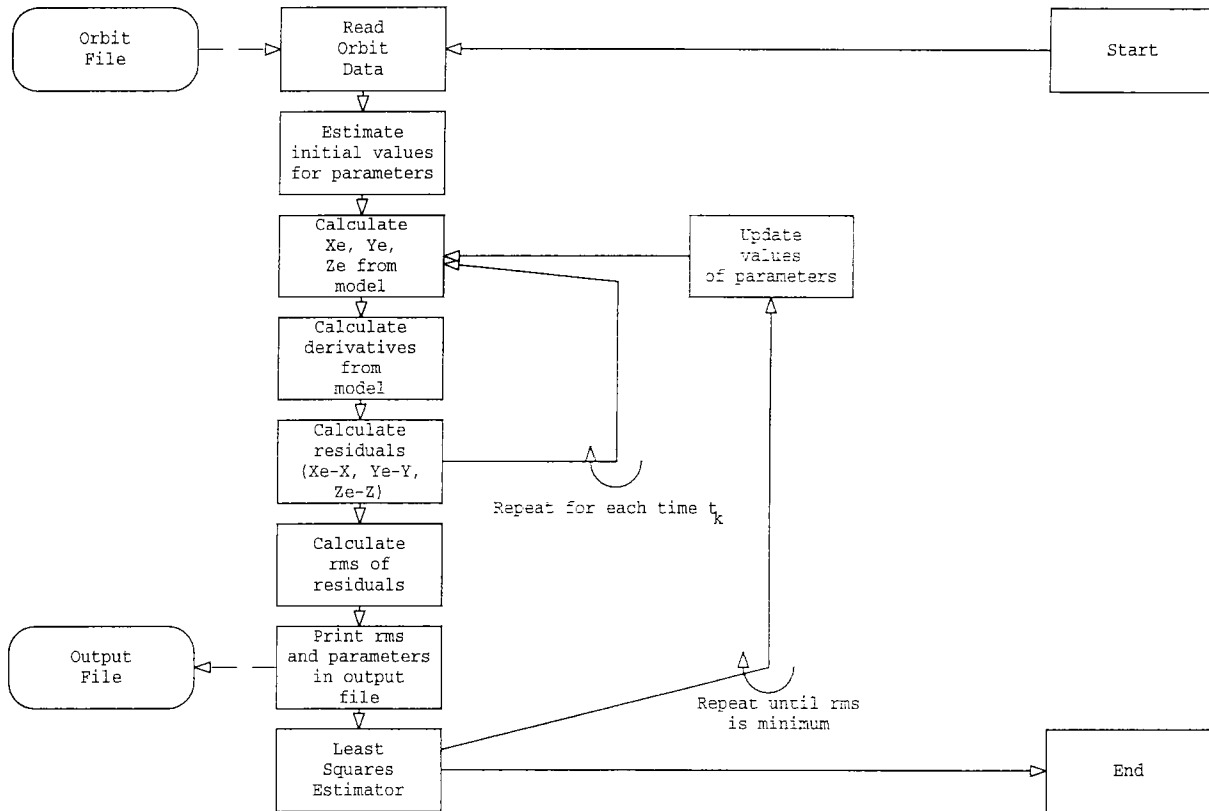 Orbit
File
Read
Orbit
Data
Start
Estimate
initial values
for parameters
Calculate
Xe, Ye,
Ze from
model
Update
values
of parameters
Calculate
derivatives
from
model
Calculate
residuals
(Xe-X, Ye-Y,
Ze-Z)
Repeat for each time t_k
Calculate
rms of
residuals
Output
File
Print rms
and parameters
in output
file
Repeat until rms
is minimum
Least
Squares
Estimator
End